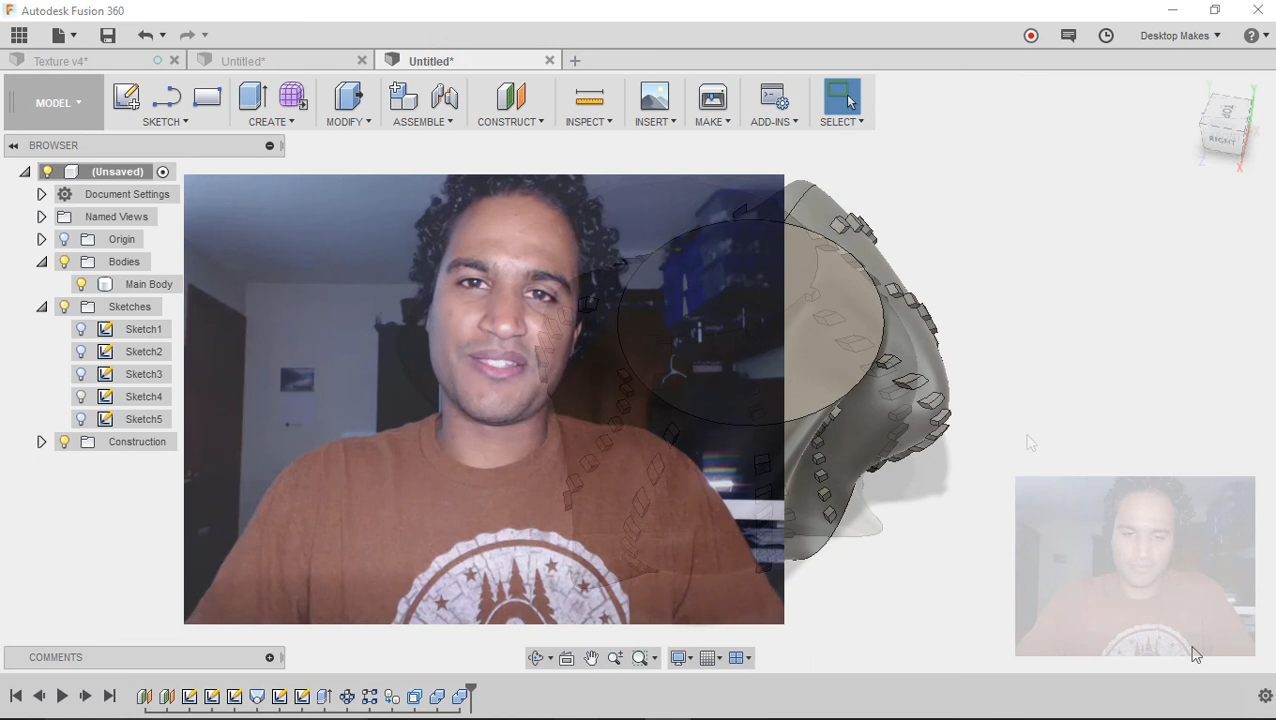 Autodesk Fusion 360
Desktop Makes
Texture v4*
Untitled*
Untitled*
MODEL
SKETCH
CREATE
MODIFY
ASSEMBLE
CONSTRUCT
INSPECT
INSERT
MAKE
ADD-INS
SELECT
TOP
RIGHT
BROWSER
(Unsaved)
Document Settings
Named Views
Origin
Bodies
Main Body
Sketches
Sketch1
Sketch2
Sketch3
Sketch4
Sketch5
Construction
COMMENTS